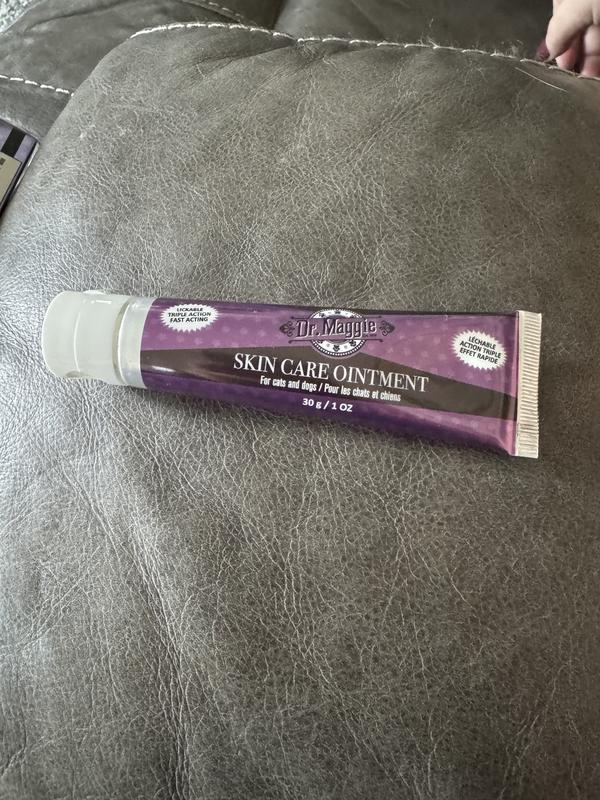 LICKABLE
TRIPLE ACTION
FAST ACTING
Dr. Maggie
SKIN CARE OINTMENT
For cats and dogs / Pour les chats et chiens
30 g / 1 OZ
LÉCHABLE
ACTION TRIPLE
EFFET RAPIDE